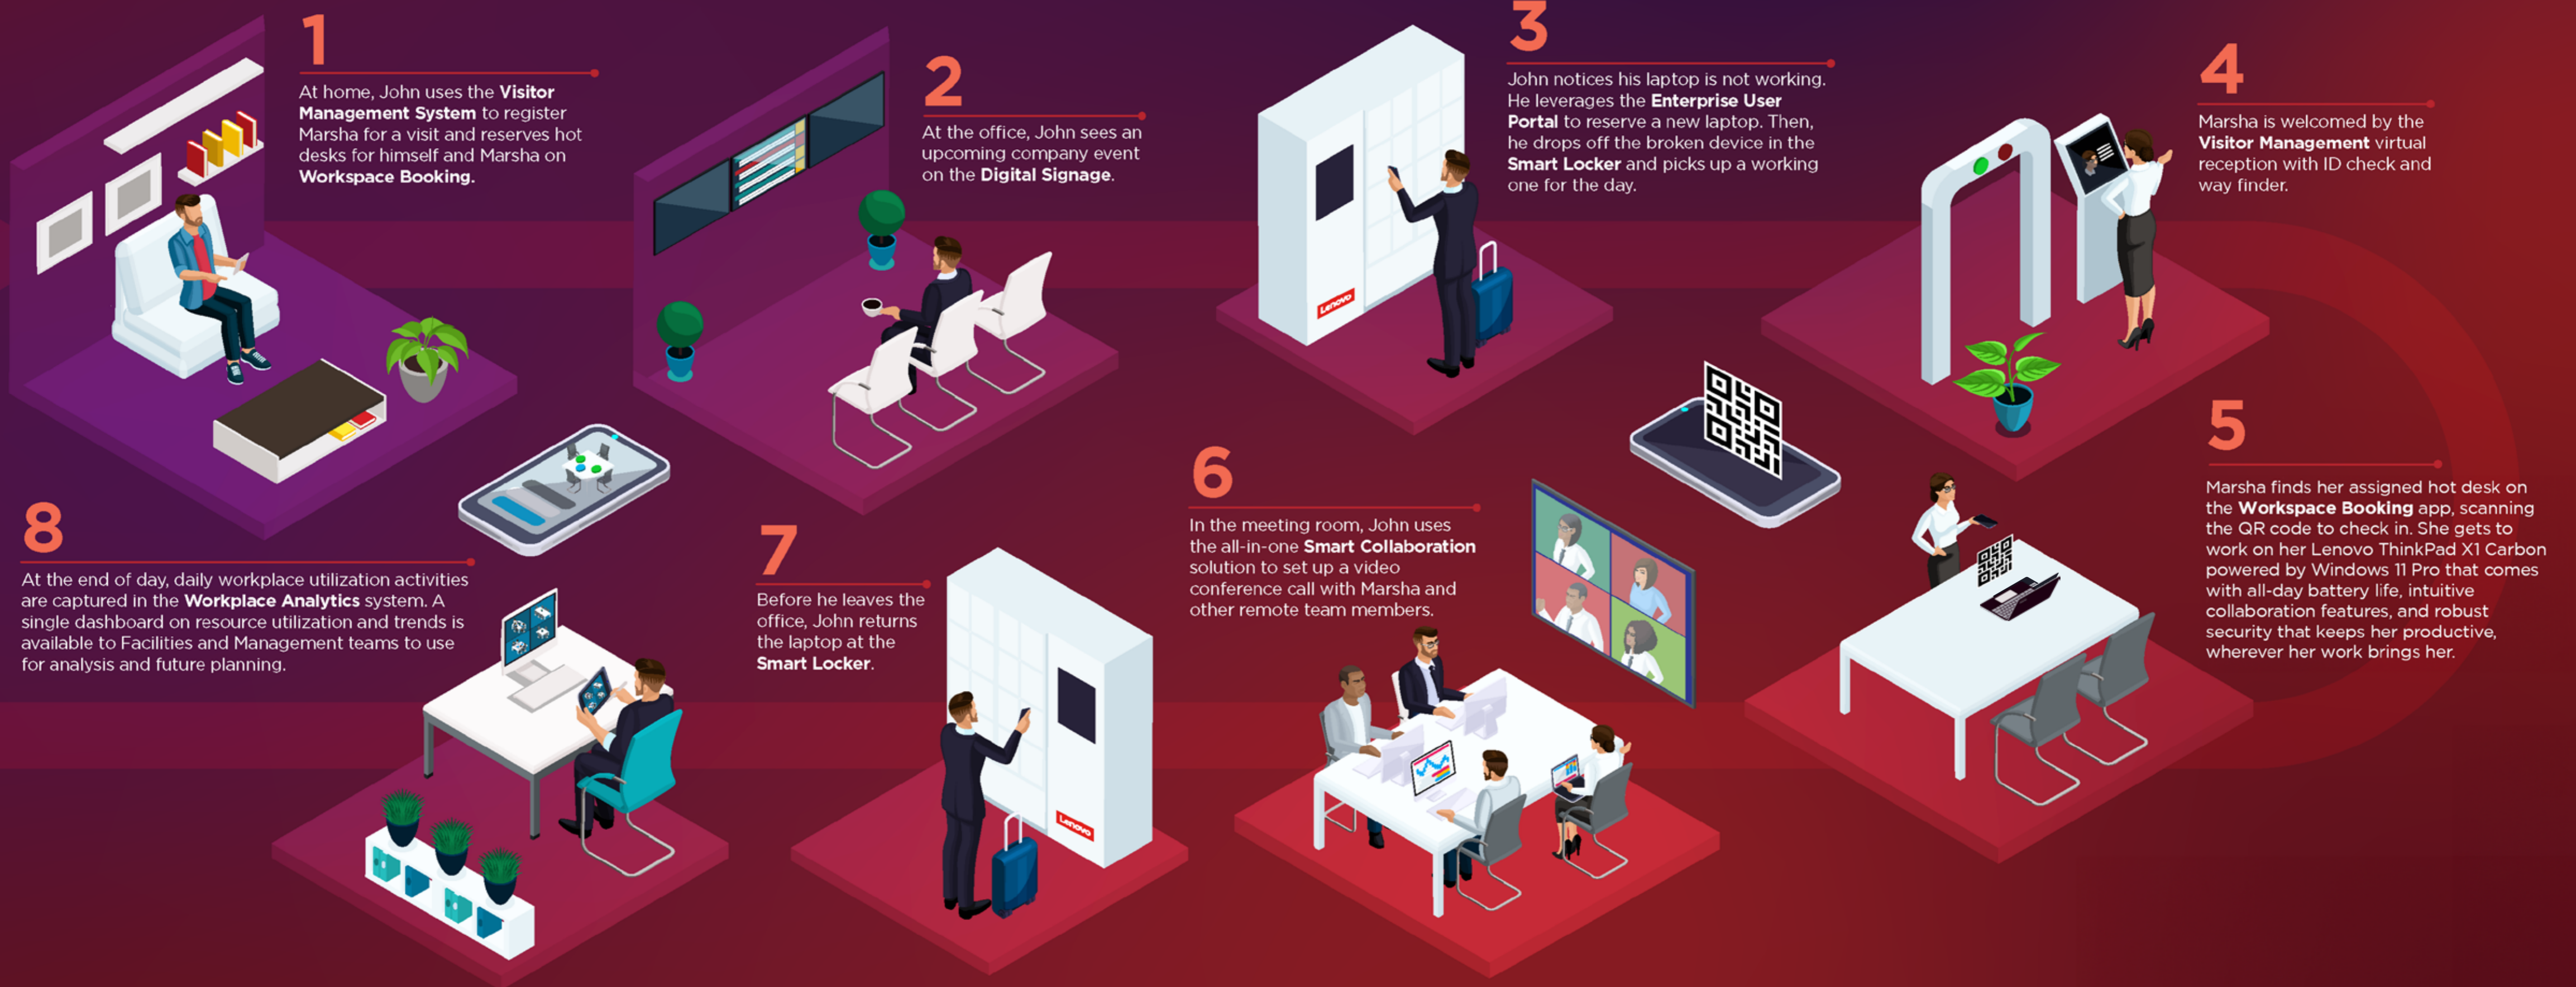 1
At home, John uses the Visitor
Management System to register
Marsha for a visit and reserves hot
desks for himself and Marsha on
Workspace Booking.
2
At the office, John sees an
upcoming company event
on the Digital Signage.
3
John notices his laptop is not working.
He leverages the Enterprise User
Portal to reserve a new laptop. Then,
he drops off the broken device in the
Smart Locker and picks up a working
one for the day.
Lenovo
4
Marsha is welcomed by the
Visitor Management virtual
reception with ID check and
way finder.
5
Marsha finds her assigned hot desk on
the Workspace Booking app, scanning
the QR code to check in. She gets to
work on her Lenovo ThinkPad X1 Carbon
powered by Windows 11 Pro that comes
with all-day battery life, intuitive
collaboration features, and robust
security that keeps her productive,
wherever her work brings her.
6
In the meeting room, John uses
the all-in-one Smart Collaboration
solution to set up a video
conference call with Marsha and
other remote team members.
7
Before he leaves the
office, John returns
the laptop at the
Smart Locker.
Lenovo
8
At the end of day, daily workplace utilization activities
are captured in the Workplace Analytics system. A
single dashboard on resource utilization and trends is
available to Facilities and Management teams to use
for analysis and future planning.